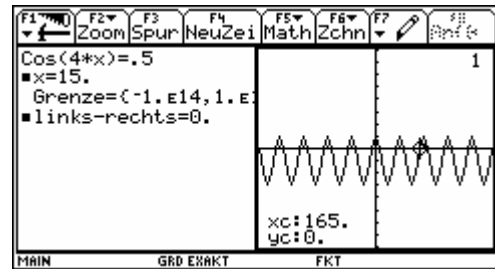 F1 F2 F3 F4 F5 F6 F7
Zoom Spur NeuZei Math Zchn
Cos(4*x)=.5
▪x=15.
Grenze={-1.E14,1.E1
▪links-rechts=0.
1
xc:165.
yc:0.
MAIN GRD EXAKT FKT